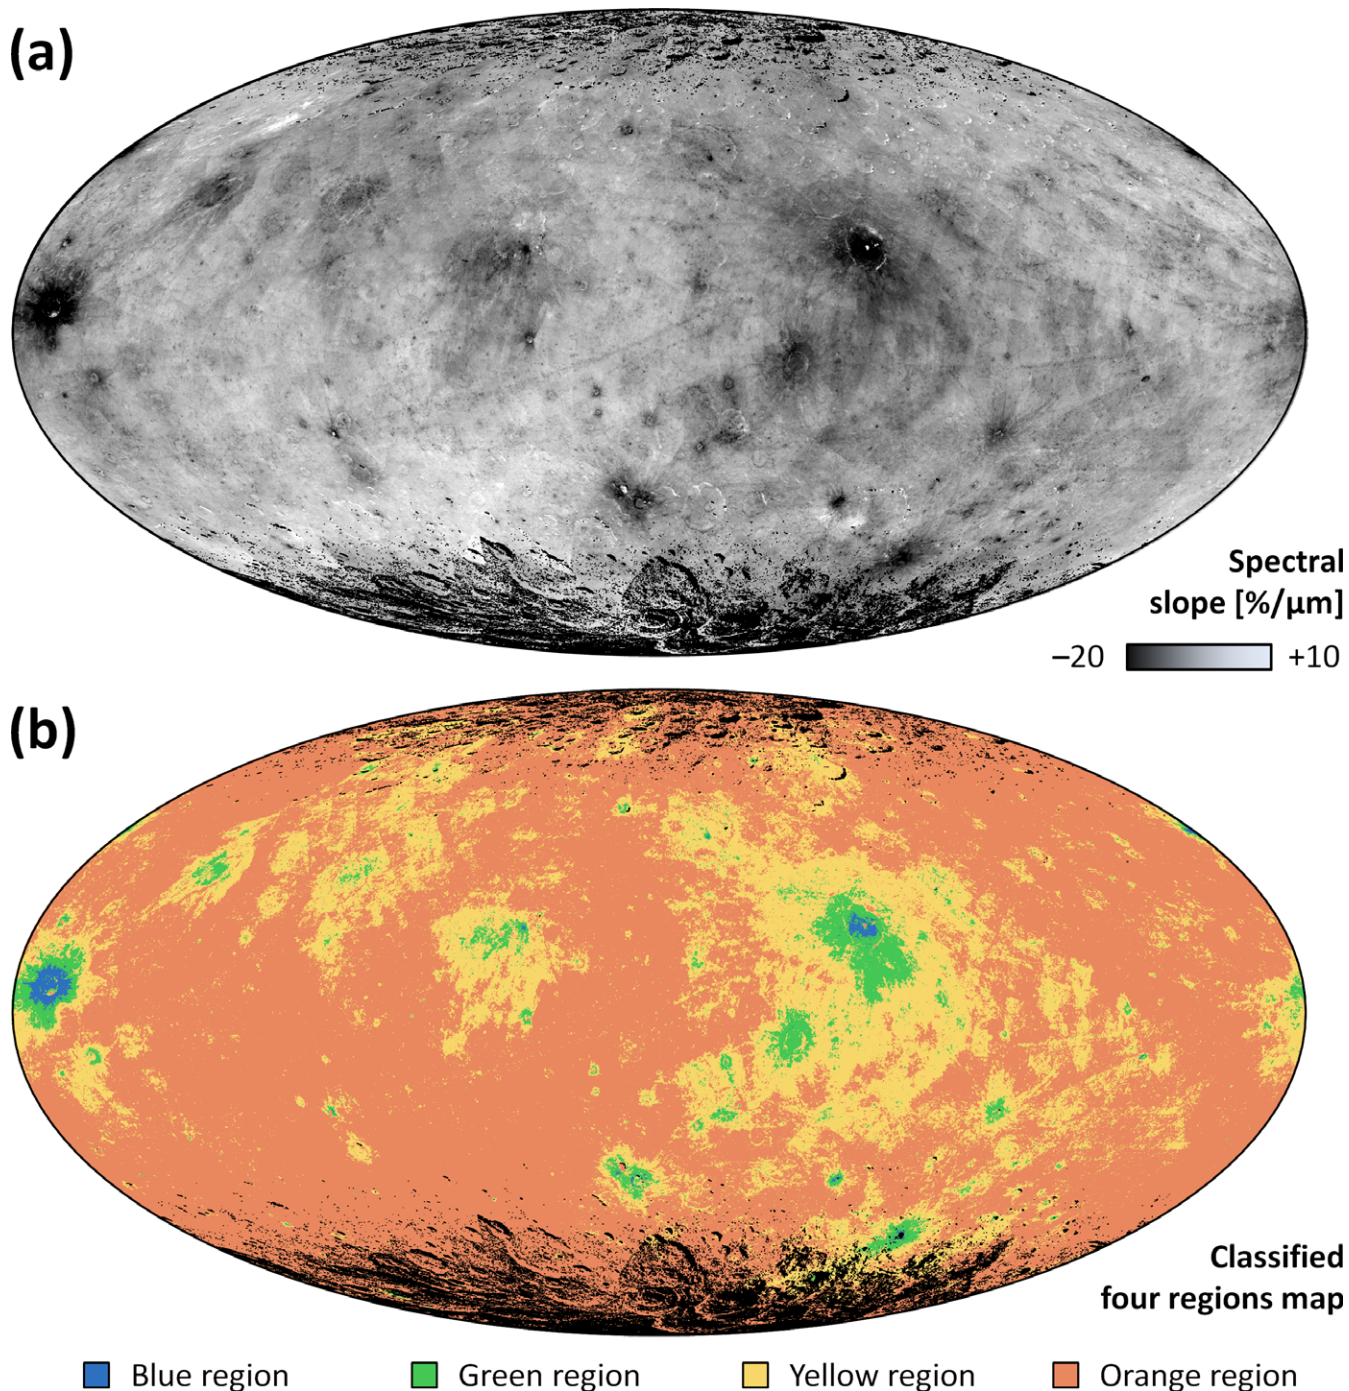 (a)
Spectral
slope [%/µm]
–20 +10
(b)
Classified
four regions map
Blue region Green region Yellow region Orange region